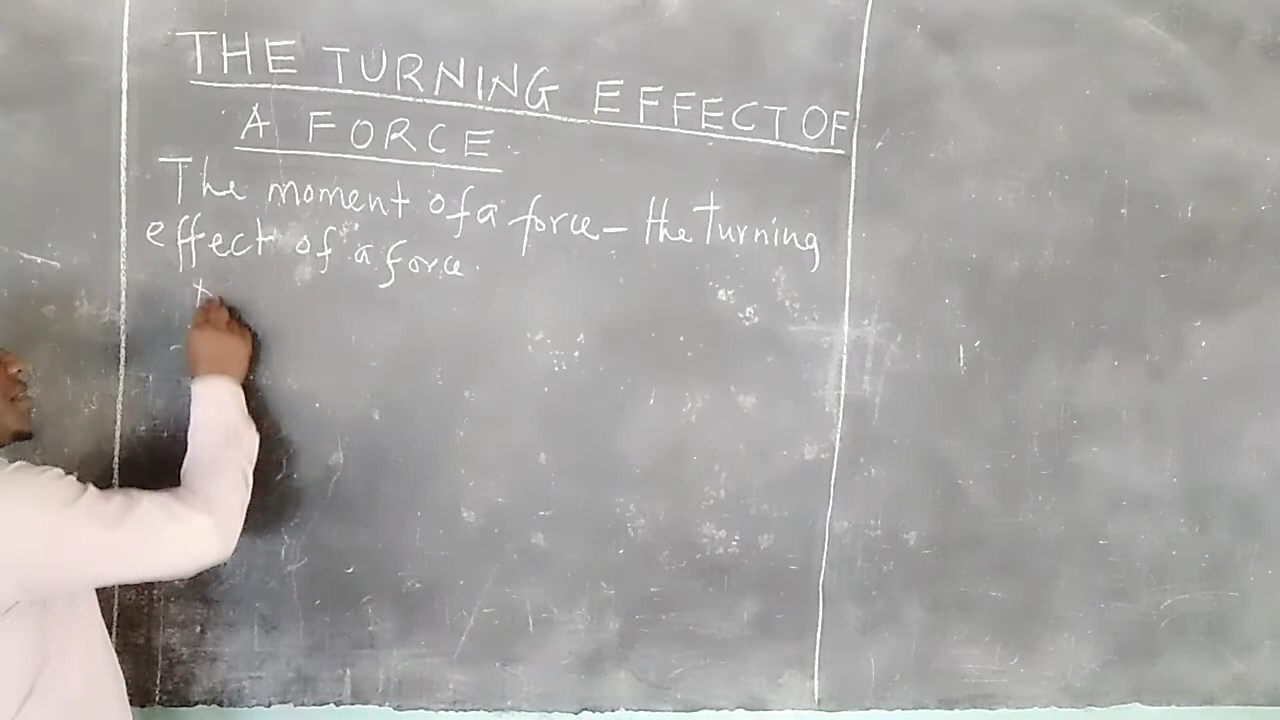 THE TURNING EFFECT OF
A FORCE.
The moment of a force – the turning
effect of a force.